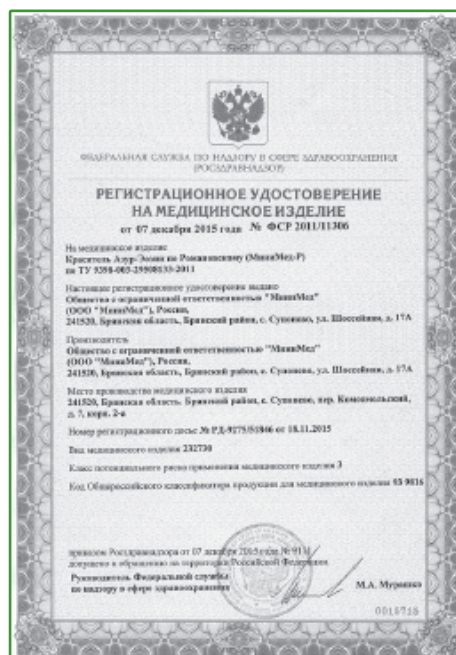 ФЕДЕРАЛЬНАЯ СЛУЖБА ПО НАДЗОРУ В СФЕРЕ ЗДРАВООХРАНЕНИЯ
(РОСЗДРАВНАДЗОР)
РЕГИСТРАЦИОННОЕ УДОСТОВЕРЕНИЕ
НА МЕДИЦИНСКОЕ ИЗДЕЛИЕ
от 07 декабря 2015 года № ФСР 2011/11306
На медицинское изделие
Краситель Азур-Эозин по Романовскому (МиниМед-Р)
по ТУ 9398-003-29508133-2011
Настоящее регистрационное удостоверение выдано
Общество с ограниченной ответственностью "МиниМед"
(ООО "МиниМед"), Россия,
241520, Брянская область, Брянский район, с. Супонево, ул. Шоссейная, д. 17А
Производитель
Общество с ограниченной ответственностью "МиниМед"
(ООО "МиниМед"), Россия,
241520, Брянская область, Брянский район, с. Супонево, ул. Шоссейная, д. 17А
Место производства медицинского изделия
241520, Брянская область, Брянский район, с. Супонево, пер. Комсомольский,
д. 7, корп. 2-а
Номер регистрационного досье № РД-9275/51846 от 18.11.2015
Вид медицинского изделия 232730
Класс потенциального риска применения медицинского изделия 3
Код Общероссийского классификатора продукции для медицинского изделия 93 9816
приказом Росздравнадзора от 07 декабря 2015 года №
допущено к обращению на территории Российской Федерации.
Руководитель Федеральной службы
по надзору в сфере здравоохранения
М.А. Мурашко
0015715